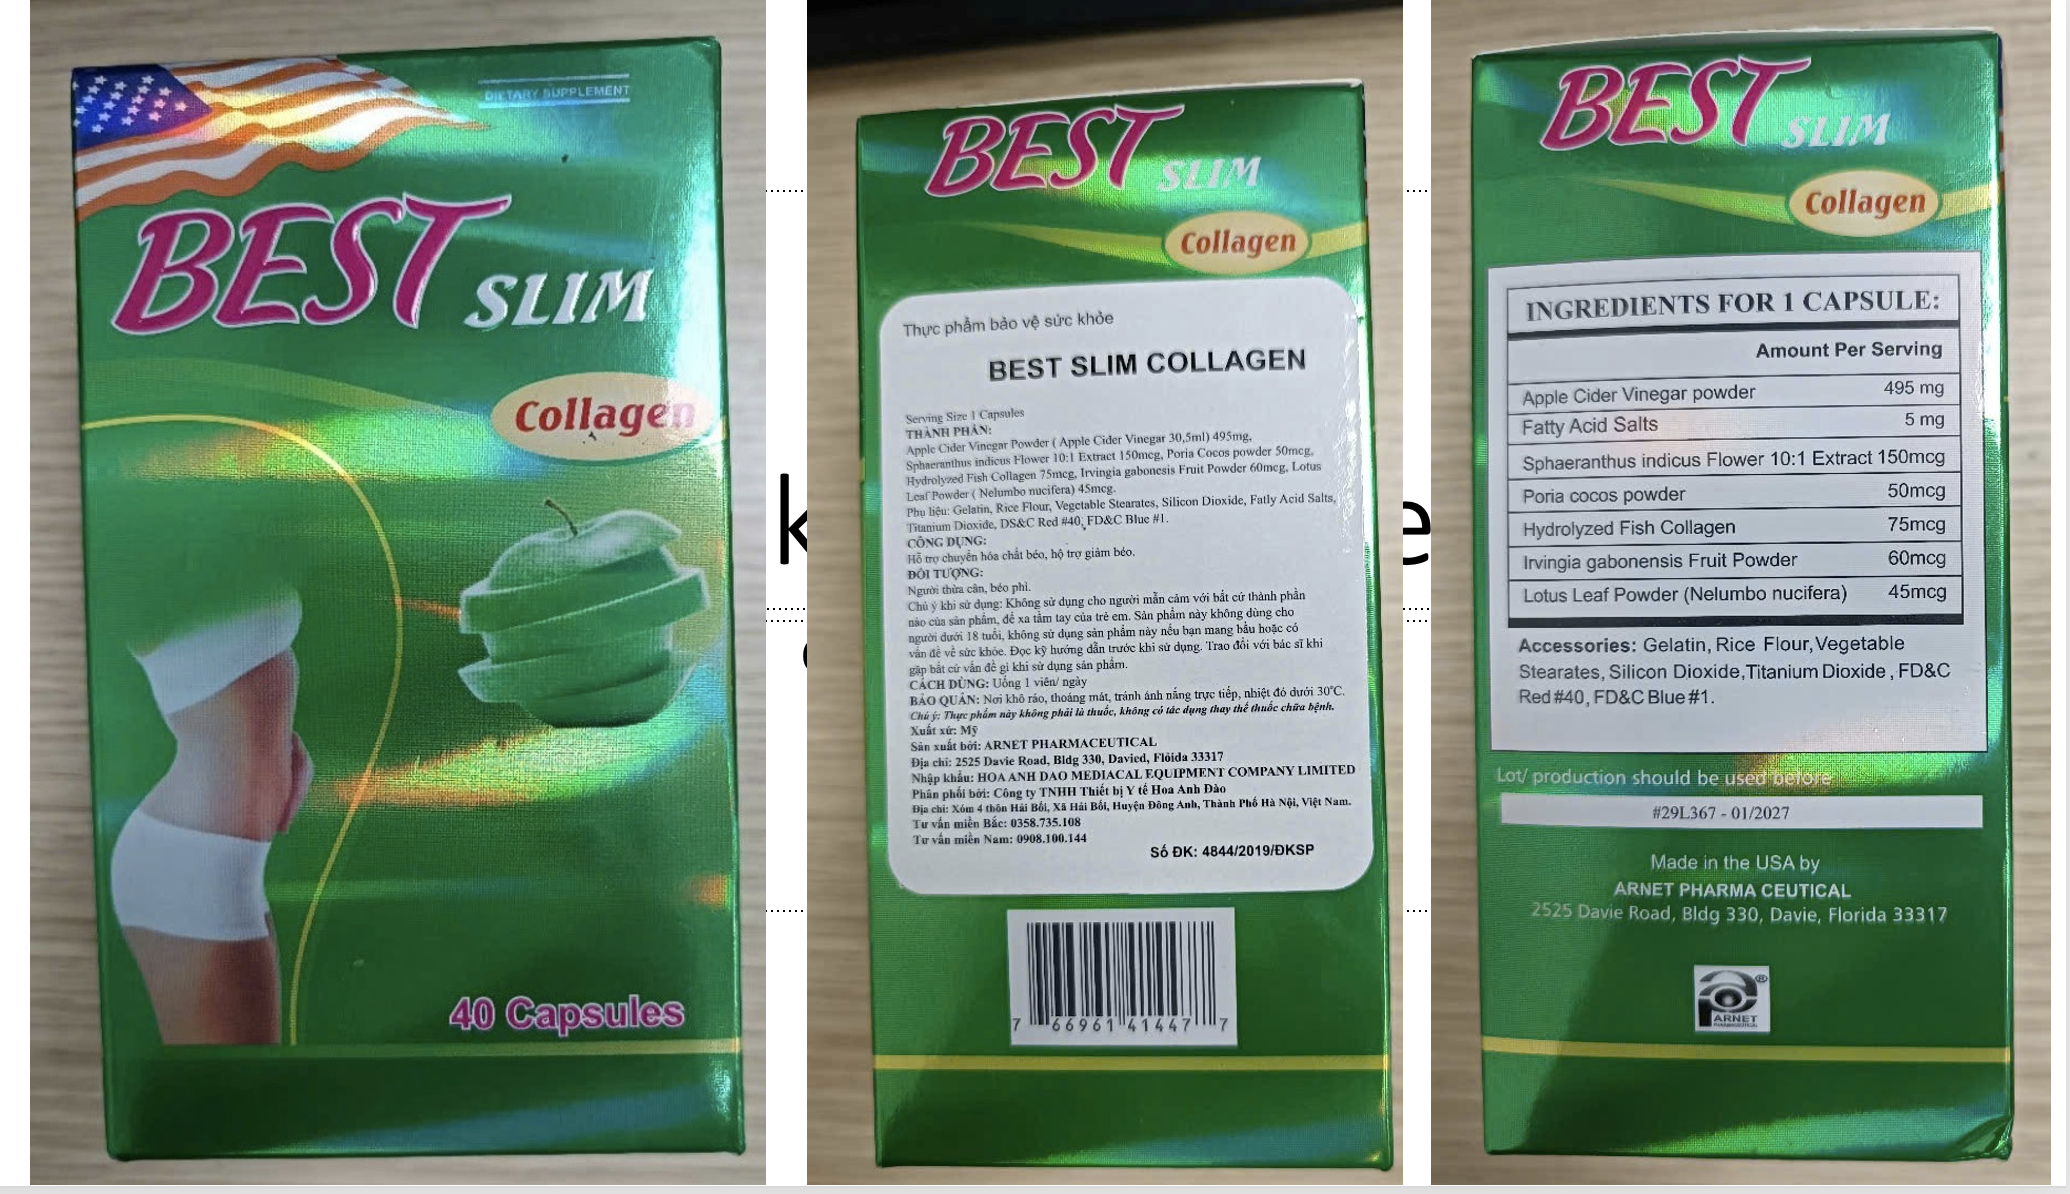 DIETARY SUPPLEMENT
BEST SLIM
Collagen
40 Capsules
BEST SLIM
Collagen
Thực phẩm bảo vệ sức khỏe
BEST SLIM COLLAGEN
Serving Size 1 Capsules
THÀNH PHẦN:
Apple Cider Vinegar Powder ( Apple Cider Vinegar 30,5ml) 495mg,
Sphaeranthus indicus Flower 10:1 Extract 150mcg, Poria Cocos powder 50mcg,
Hydrolyzed Fish Collagen 75mcg, Irvingia gabonesis Fruit Powder 60mcg, Lotus
Leaf Powder ( Nelumbo nucifera) 45mcg.
Phụ liệu: Gelatin, Rice Flour, Vegetable Stearates, Silicon Dioxide, Fatly Acid Salts,
Titanium Dioxide, DS&C Red #40, FD&C Blue #1.
CÔNG DỤNG:
Hỗ trợ chuyển hóa chất béo, hộ trợ giảm béo.
ĐỐI TƯỢNG:
Người thừa cân, béo phì.
Chú ý khi sử dụng: Không sử dụng cho người mẫn cảm với bất cứ thành phần
nào của sản phẩm, để xa tầm tay của trẻ em. Sản phẩm này không dùng cho
người dưới 18 tuổi, không sử dụng sản phẩm này nếu bạn mang bầu hoặc có
vấn đề về sức khỏe. Đọc kỹ hướng dẫn trước khi sử dụng. Trao đổi với bác sĩ khi
gặp bất cứ vấn đề gì khi sử dụng sản phẩm.
CÁCH DÙNG: Uống 1 viên/ ngày
BẢO QUẢN: Nơi khô ráo, thoáng mát, tránh ánh nắng trực tiếp, nhiệt đó dưới 30°C.
Chú ý: Thực phẩm này không phải là thuốc, không có tác dụng thay thế thuốc chữa bệnh.
Xuất xứ: Mỹ
Sản xuất bởi: ARNET PHARMACEUTICAL
Địa chỉ: 2525 Davie Road, Bldg 330, Davied, Flóida 33317
Nhập khẩu: HOA ANH DAO MEDIACAL EQUIPMENT COMPANY LIMITED
Phân phối bởi: Công ty TNHH Thiết bị Y tế Hoa Anh Đào
Địa chỉ: Xóm 4 thôn Hải Bối, Xã Hải Bối, Huyện Đông Anh, Thành Phố Hà Nội, Việt Nam.
Tư vấn miền Bắc: 0358.735.108
Tư vấn miền Nam: 0908.100.144
Số ĐK: 4844/2019/ĐKSP
7 66961 41447 7
BEST SLIM
Collagen
INGREDIENTS FOR 1 CAPSULE:
Amount Per Serving
Apple Cider Vinegar powder 495 mg
Fatty Acid Salts 5 mg
Sphaeranthus indicus Flower 10:1 Extract 150mcg
Poria cocos powder 50mcg
Hydrolyzed Fish Collagen 75mcg
Irvingia gabonensis Fruit Powder 60mcg
Lotus Leaf Powder (Nelumbo nucifera) 45mcg
Accessories: Gelatin, Rice Flour,Vegetable
Stearates, Silicon Dioxide,Titanium Dioxide , FD&C
Red #40, FD&C Blue #1.
Lot/ production should be used before
#29L367 - 01/2027
Made in the USA by
ARNET PHARMA CEUTICAL
2525 Davie Road, Bldg 330, Davie, Florida 33317
ARNET
PHARMACEUTICAL